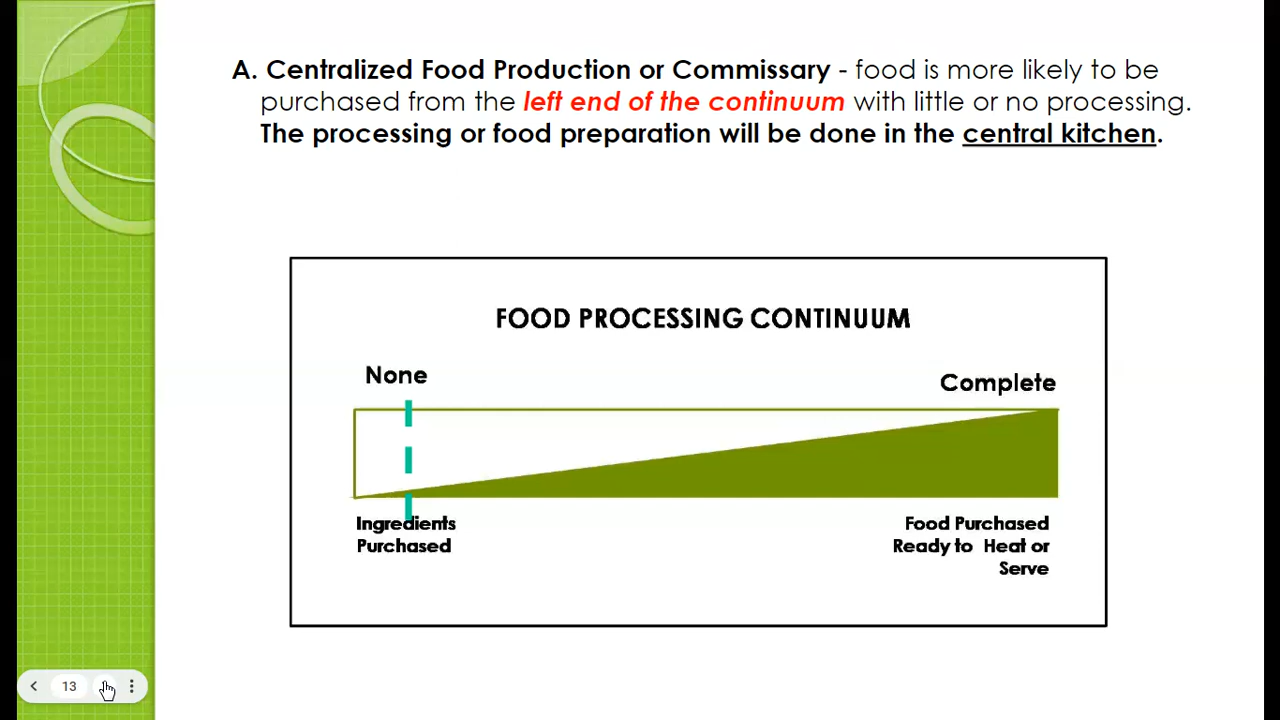 A. Centralized Food Production or Commissary - food is more likely to be
purchased from the left end of the continuum with little or no processing.
The processing or food preparation will be done in the central kitchen.
FOOD PROCESSING CONTINUUM
None
Complete
Ingredients
Purchased
Food Purchased
Ready to Heat or
Serve
13